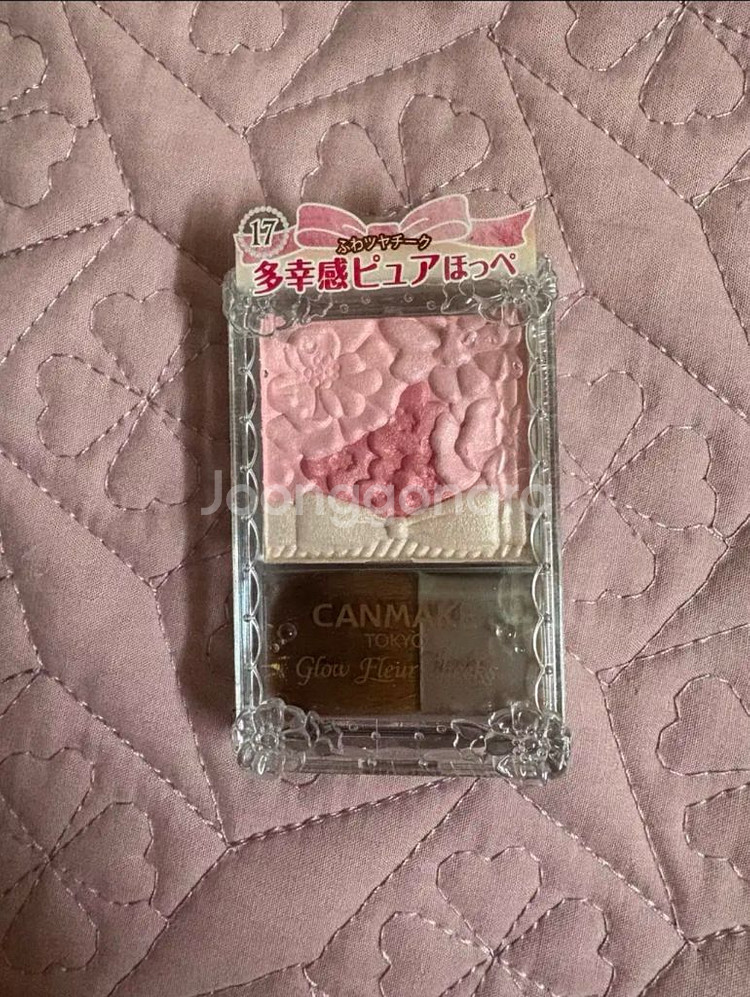 17
ふわツヤチーク
多幸感ピュアほっぺ
Joonggonara
CANMAKE
TOKYO
Glow Fleur Cheeks